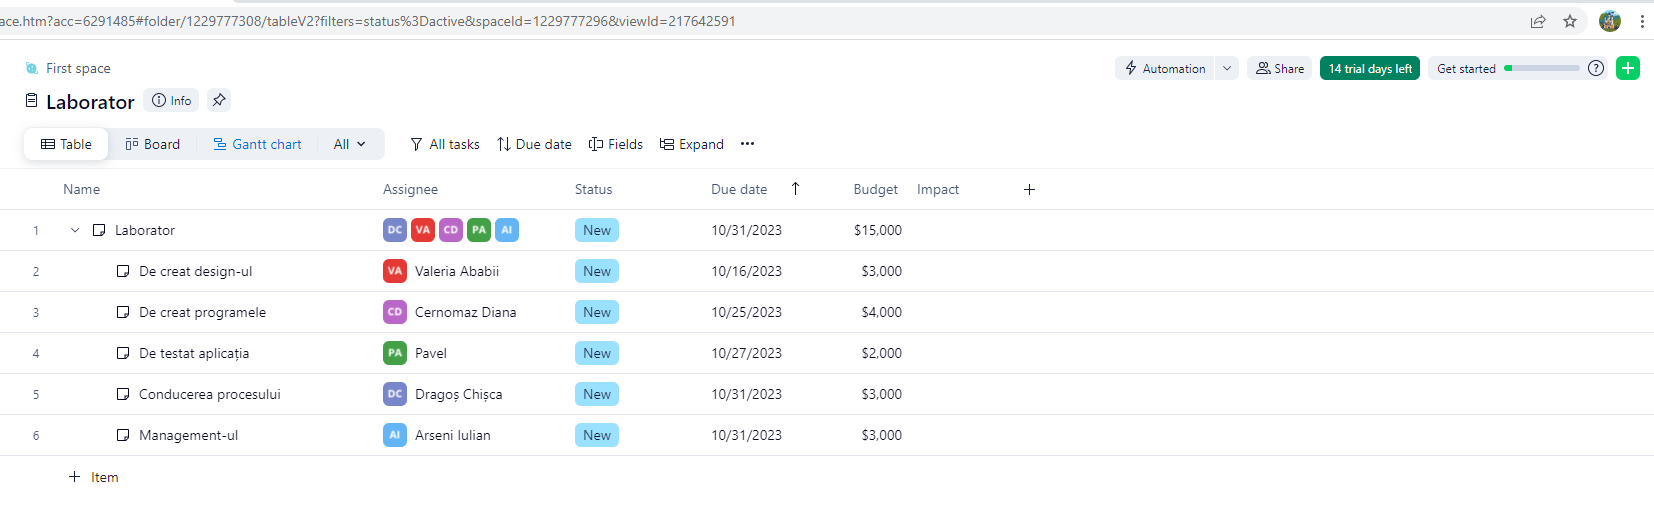 ace.htm?acc=6291485#folder/1229777308/tableV2?filters=status%3Dactive&spaceId=1229777296&viewId=217642591
First space
Automation Share 14 trial days left Get started ? +
Laborator Info
Table Board Gantt chart All All tasks Due date Fields Expand ...
Name Assignee Status Due date ↑ Budget Impact +
1 Laborator DC VA CD PA AI New 10/31/2023 $15,000
2 De creat design-ul VA Valeria Ababii New 10/16/2023 $3,000
3 De creat programele CD Cernomaz Diana New 10/25/2023 $4,000
4 De testat aplicația PA Pavel New 10/27/2023 $2,000
5 Conducerea procesului DC Dragoș Chișca New 10/31/2023 $3,000
6 Management-ul AI Arseni Iulian New 10/31/2023 $3,000
+ Item